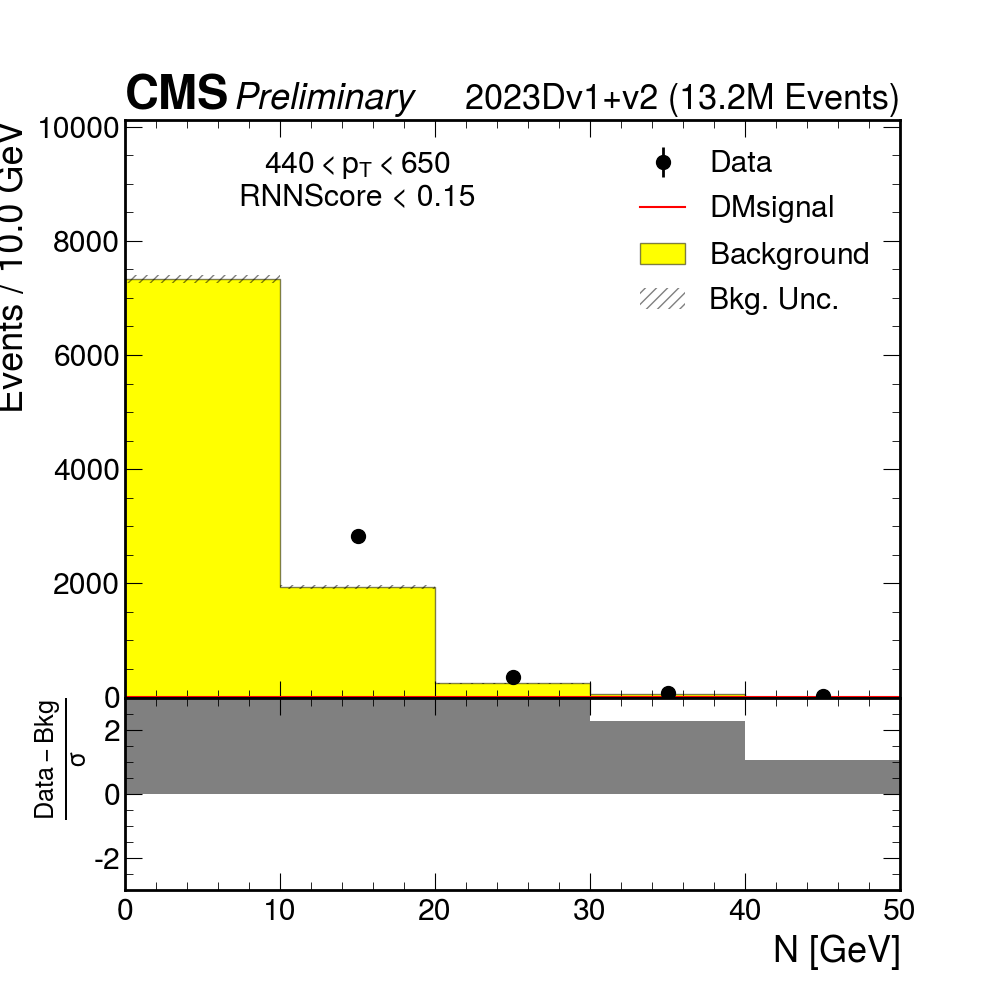 CMS Preliminary 2023Dv1+v2 (13.2M Events)
Events / 10.0 GeV
10000
8000
6000
4000
2000
0
440 < pT < 650
RNNScore < 0.15
Data
DMsignal
Background
Bkg. Unc.
Data – Bkg
σ
2
0
-2
0 10 20 30 40 50
N [GeV]